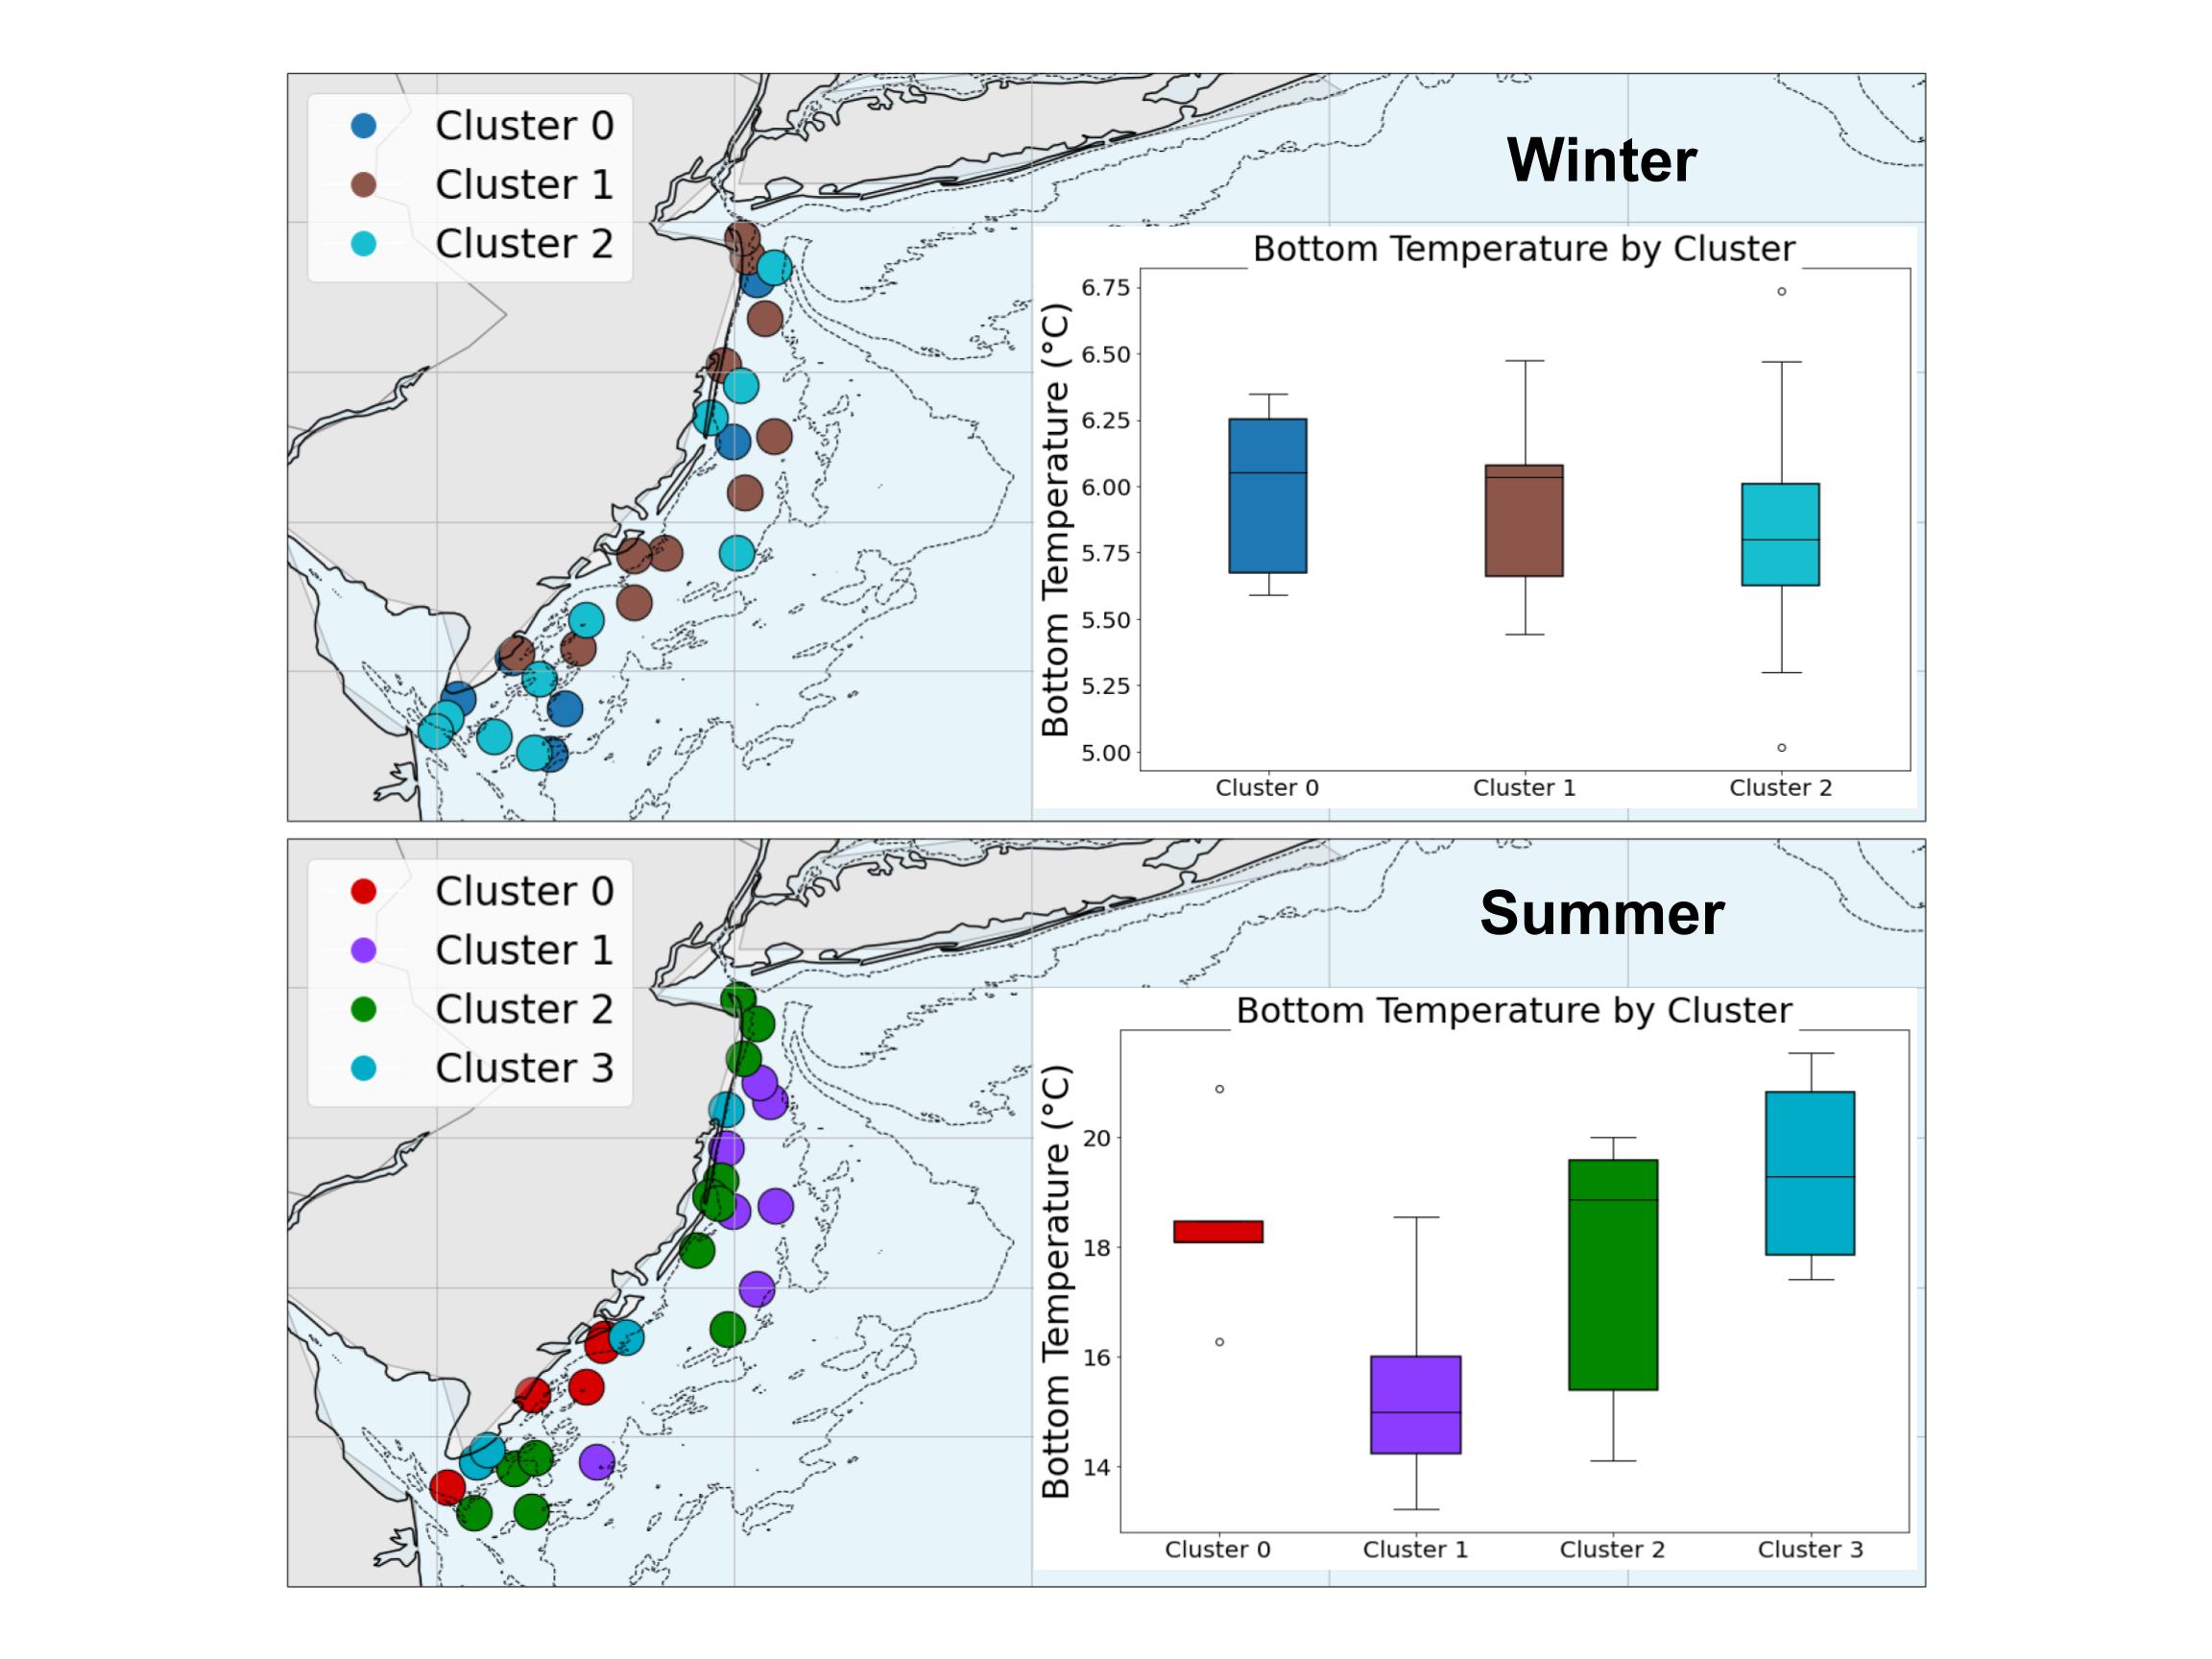 Cluster 0
Cluster 1
Cluster 2
Winter
Bottom Temperature by Cluster
Bottom Temperature (°C)
6.75
6.50
6.25
6.00
5.75
5.50
5.25
5.00
Cluster 0
Cluster 1
Cluster 2
Cluster 0
Cluster 1
Cluster 2
Cluster 3
Summer
Bottom Temperature by Cluster
Bottom Temperature (°C)
20
18
16
14
Cluster 0
Cluster 1
Cluster 2
Cluster 3